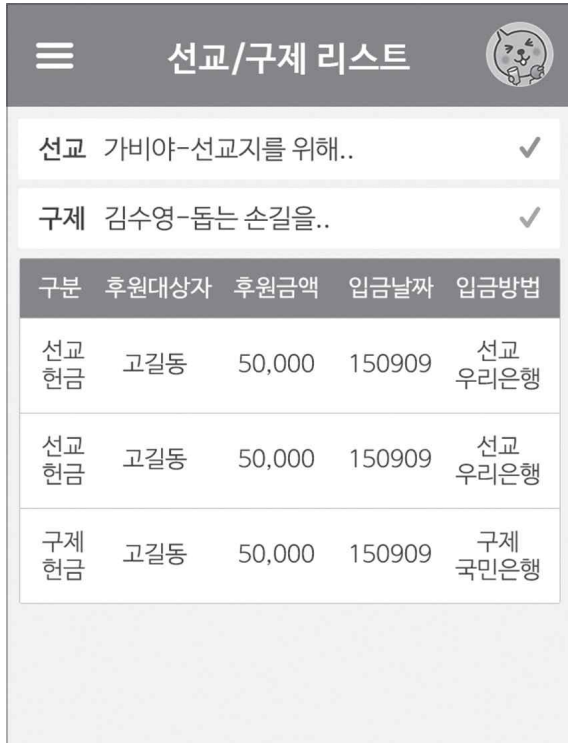 선교/구제 리스트
선교 가비야-선교지를 위해..
구제 김수영-돕는 손길을..
구분 후원대상자 후원금액 입금날짜 입금방법
선교
헌금 고길동 50,000 150909 선교
우리은행
선교
헌금 고길동 50,000 150909 선교
우리은행
구제
헌금 고길동 50,000 150909 구제
국민은행